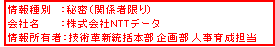 情報種別　：秘密（関係者限り）
会社名　　：株式会社NTTデータ
情報所有者：技術革新統括本部 企画部 人事育成担当